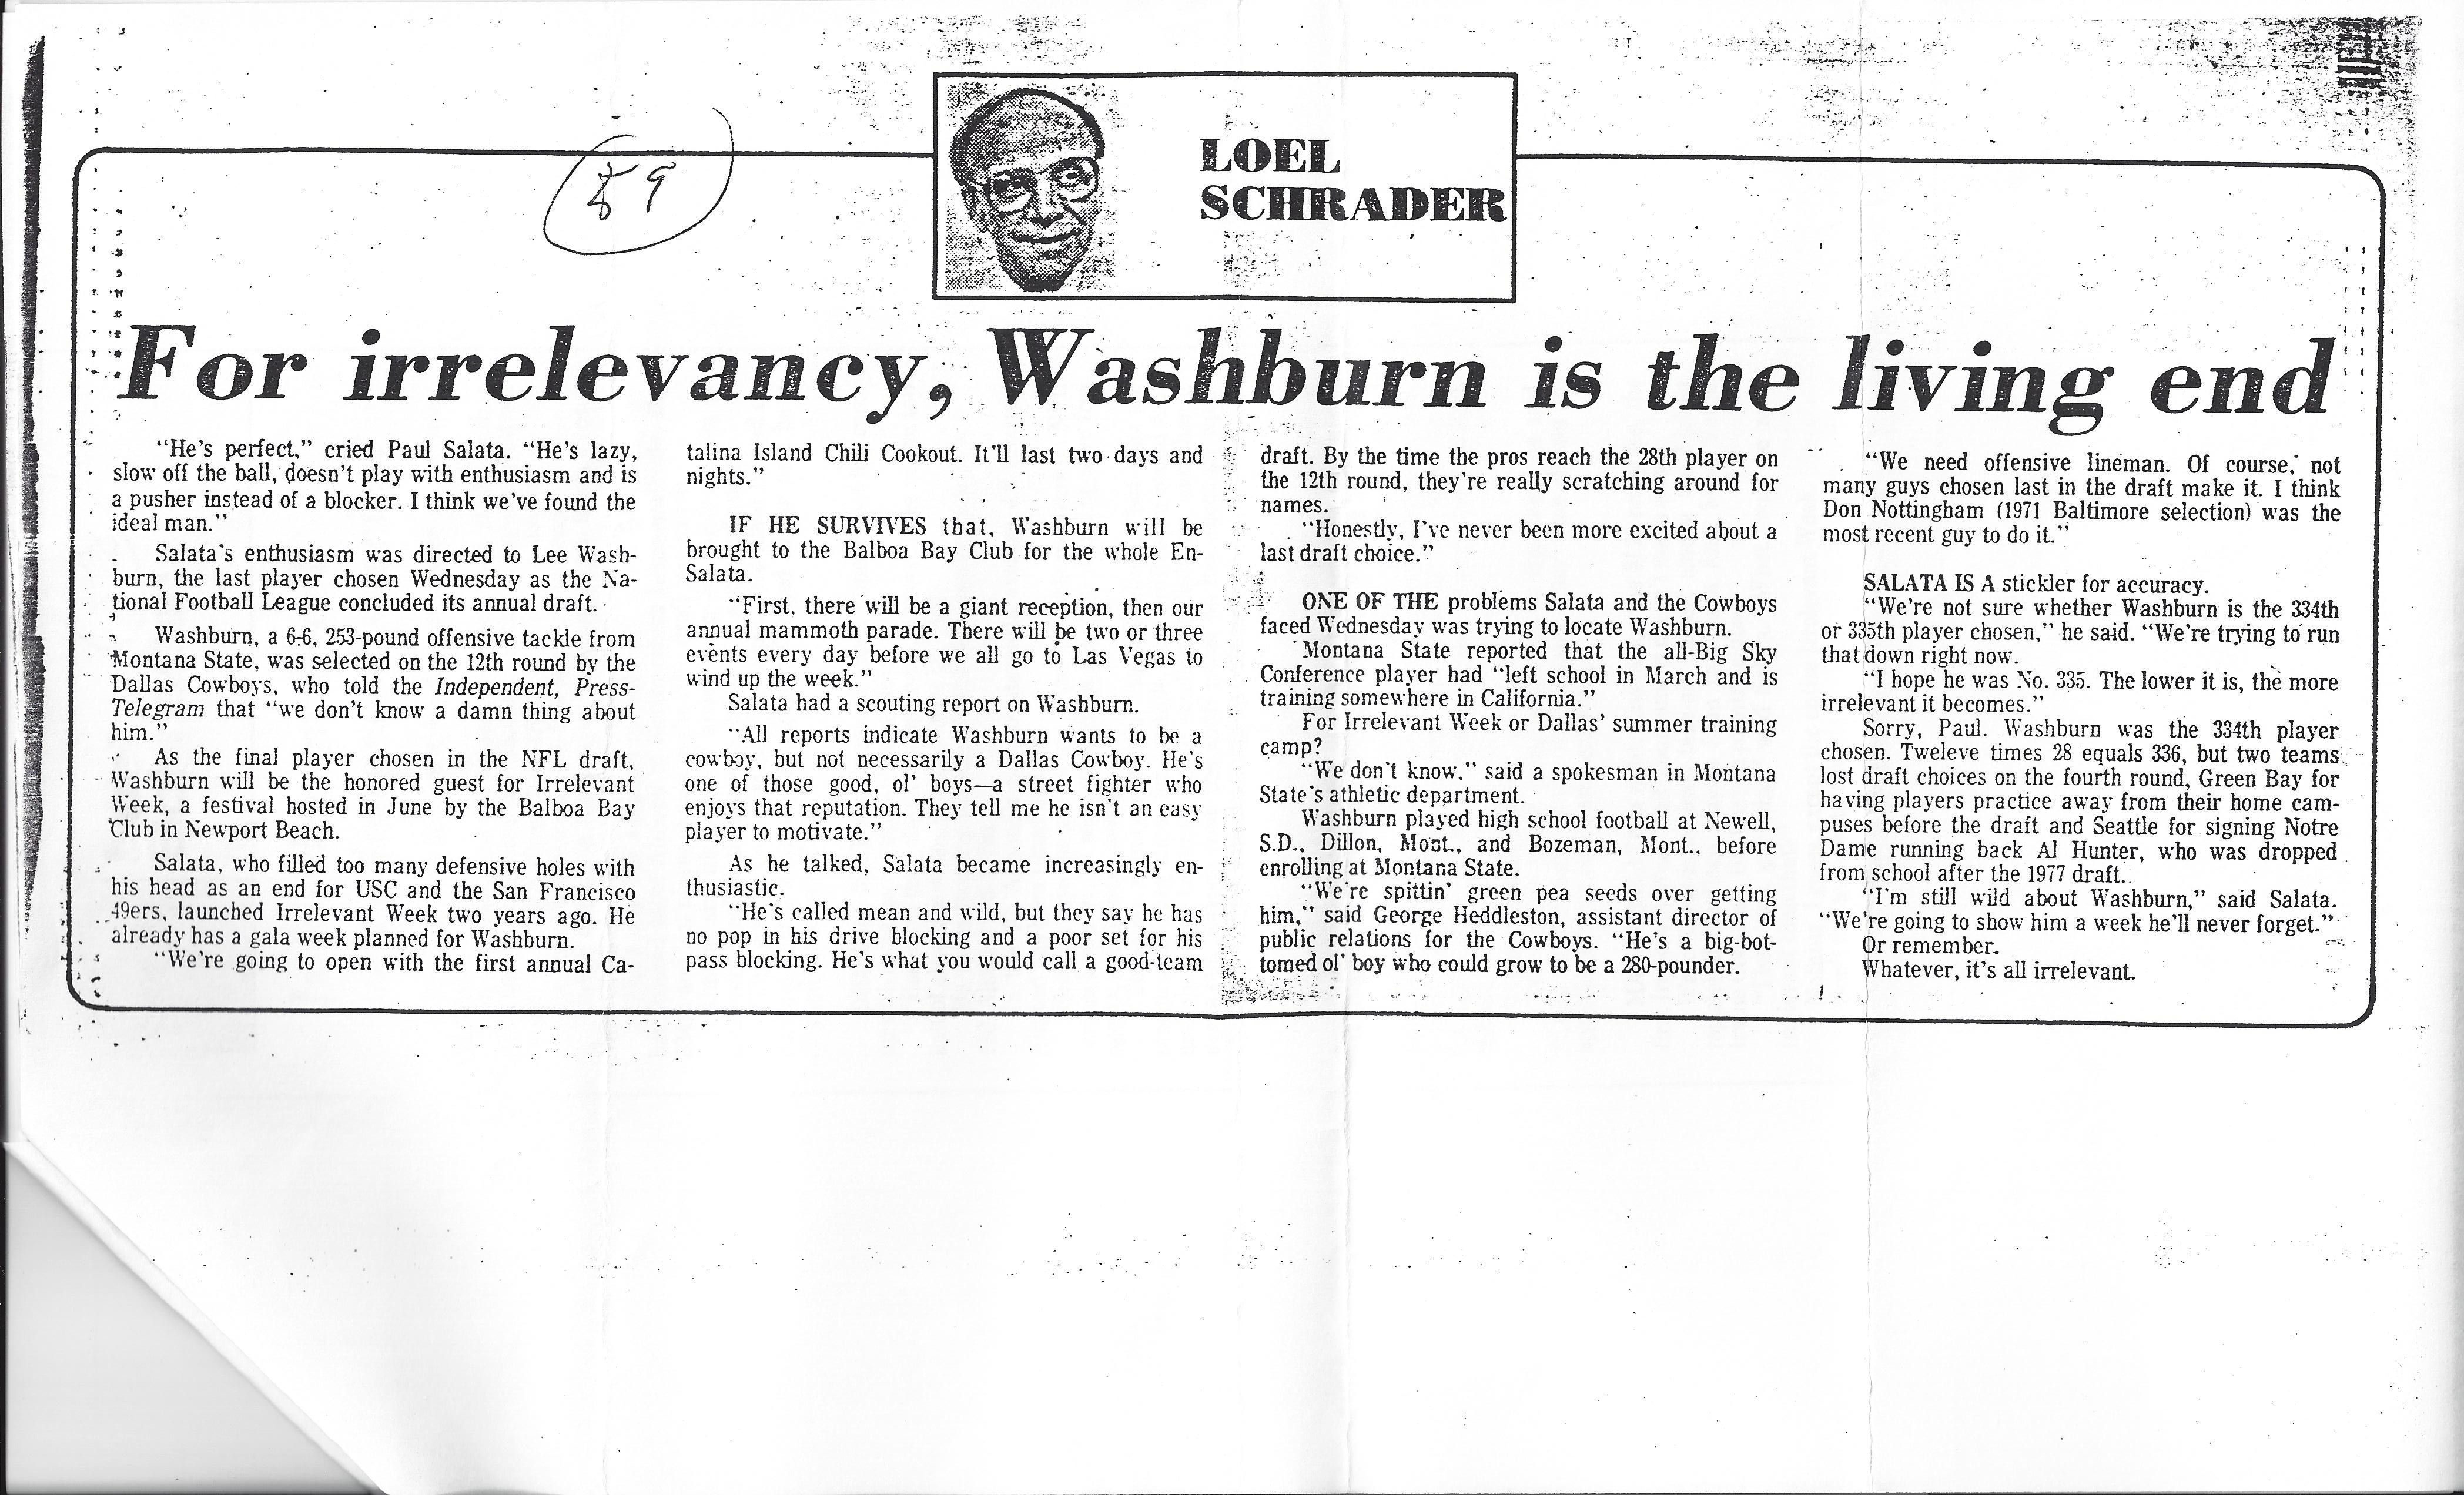 59
LOEL
SCHRADER
For irrelevancy, Washburn is the living end
“He's perfect,” cried Paul Salata. “He's lazy,
slow off the ball, doesn't play with enthusiasm and is
a pusher instead of a blocker. I think we've found the
ideal man.”
Salata's enthusiasm was directed to Lee Wash-
burn, the last player chosen Wednesday as the Na-
tional Football League concluded its annual draft.
Washburn, a 6-6, 253-pound offensive tackle from
Montana State, was selected on the 12th round by the
Dallas Cowboys, who told the Independent, Press-
Telegram that “we don't know a damn thing about
him.”
As the final player chosen in the NFL draft,
Washburn will be the honored guest for Irrelevant
Week, a festival hosted in June by the Balboa Bay
Club in Newport Beach.
Salata, who filled too many defensive holes with
his head as an end for USC and the San Francisco
49ers, launched Irrelevant Week two years ago. He
already has a gala week planned for Washburn.
“We're going to open with the first annual Ca-
talina Island Chili Cookout. It'll last two days and
nights.”
IF HE SURVIVES that, Washburn will be
brought to the Balboa Bay Club for the whole En-
Salata.
“First, there will be a giant reception, then our
annual mammoth parade. There will be two or three
events every day before we all go to Las Vegas to
wind up the week.”
Salata had a scouting report on Washburn.
“All reports indicate Washburn wants to be a
cowboy, but not necessarily a Dallas Cowboy. He's
one of those good, ol' boys—a street fighter who
enjoys that reputation. They tell me he isn't an easy
player to motivate.”
As he talked, Salata became increasingly en-
thusiastic.
“He's called mean and wild, but they say he has
no pop in his drive blocking and a poor set for his
pass blocking. He's what you would call a good-team
draft. By the time the pros reach the 28th player on
the 12th round, they're really scratching around for
names.
“Honestly, I've never been more excited about a
last draft choice.”
ONE OF THE problems Salata and the Cowboys
faced Wednesday was trying to locate Washburn.
Montana State reported that the all-Big Sky
Conference player had “left school in March and is
training somewhere in California.”
For Irrelevant Week or Dallas' summer training
camp?
“We don't know,” said a spokesman in Montana
State's athletic department.
Washburn played high school football at Newell,
S.D., Dillon, Mont., and Bozeman, Mont., before
enrolling at Montana State.
“We're spittin' green pea seeds over getting
him,” said George Heddleston, assistant director of
public relations for the Cowboys. “He's a big-bot-
tomed ol' boy who could grow to be a 280-pounder.
“We need offensive lineman. Of course, not
many guys chosen last in the draft make it. I think
Don Nottingham (1971 Baltimore selection) was the
most recent guy to do it.”
SALATA IS A stickler for accuracy.
“We're not sure whether Washburn is the 334th
or 335th player chosen,” he said. “We're trying to run
that down right now.
“I hope he was No. 335. The lower it is, the more
irrelevant it becomes.”
Sorry, Paul. Washburn was the 334th player
chosen. Tweleve times 28 equals 336, but two teams
lost draft choices on the fourth round, Green Bay for
having players practice away from their home cam-
puses before the draft and Seattle for signing Notre
Dame running back Al Hunter, who was dropped
from school after the 1977 draft.
“I'm still wild about Washburn,” said Salata.
“We're going to show him a week he'll never forget.”
Or remember.
Whatever, it's all irrelevant.